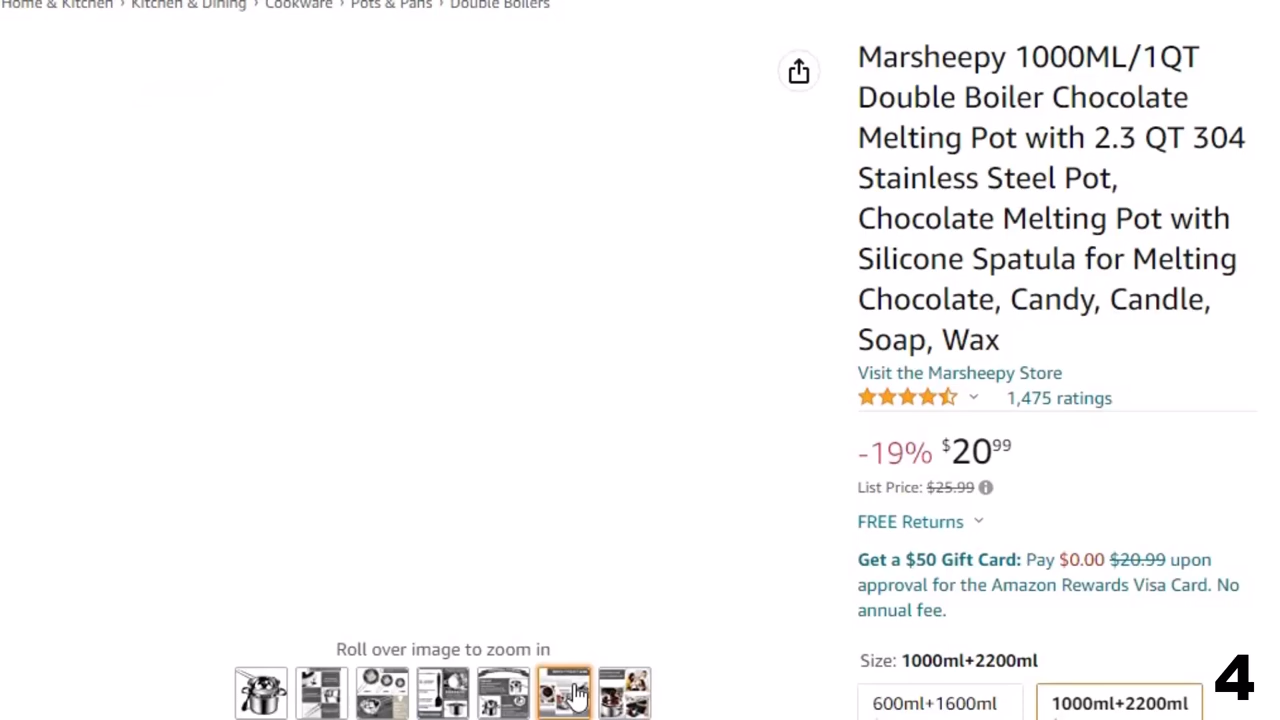 Home & Kitchen › Kitchen & Dining › Cookware › Pots & Pans › Double Boilers
Marsheepy 1000ML/1QT
Double Boiler Chocolate
Melting Pot with 2.3 QT 304
Stainless Steel Pot,
Chocolate Melting Pot with
Silicone Spatula for Melting
Chocolate, Candy, Candle,
Soap, Wax
Visit the Marsheepy Store
1,475 ratings
-19% $2099
List Price: $25.99
FREE Returns
Get a $50 Gift Card: Pay $0.00 $20.99 upon
approval for the Amazon Rewards Visa Card. No
annual fee.
Roll over image to zoom in
Size: 1000ml+2200ml
600ml+1600ml 1000ml+2200ml
4